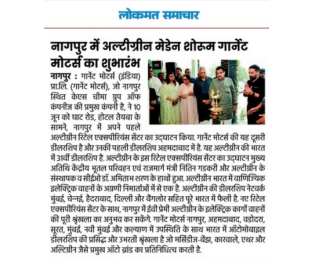 लोकमत समाचार
नागपुर में अल्टीग्रीन मेडेन शोरूम गार्नेट
मोटर्स का शुभारंभ
नागपुर : गार्नेट मोटर्स (इंडिया)
प्रा.लि. (गार्नेट मोटर्स), जो नागपुर
स्थित केएस चीमा ग्रुप ऑफ
कंपनीज की प्रमुख कंपनी है, ने 10
जून को घाट रोड, होटल तैयबा के
सामने, नागपुर में अपने पहले
अल्टीग्रीन रिटेल एक्सपीरियंस सेंटर का उद्घाटन किया. गार्नेट मोटर्स की यह दूसरी
डीलरशिप है और उनकी पहली डीलरशिप अहमदाबाद में है. यह अल्टीग्रीन की भारत
में 31वीं डीलरशिप है. अल्टीग्रीन के इस रिटेल एक्सपीरियंस सेंटर का उद्घाटन मुख्य
अतिथि केंद्रीय भूतल परिवहन एवं राजमार्ग मंत्री नितिन गडकरी और अल्टीग्रीन के
संस्थापक व सीईओ डॉ. अमिताभ सरण के हाथों हुआ. अल्टीग्रीन भारत में वाणिज्यिक
इलेक्ट्रिक वाहनों के अग्रणी निर्माताओं में से एक है. अल्टीग्रीन की डीलरशिप नेटवर्क
मुंबई, चेन्नई, हैदराबाद, दिल्ली और बैंगलोर सहित पूरे भारत में फैली है. नए रिटेल
एक्सपीरियंस सेंटर के साथ, नागपुर में ईवी प्रेमी अल्टीग्रीन के इलेक्ट्रिक कार्गो वाहनों
की पूरी श्रृंखला का अनुभव कर सकेंगे. गार्नेट मोटर्स नागपुर, अहमदाबाद, वडोदरा,
सूरत, मुंबई, नवी मुंबई और कल्याण में उपस्थिति के साथ भारत में ऑटोमोबाइल
डीलरशिप की प्रसिद्ध और उभरती श्रृंखला है जो मर्सिडीज-बेंज, कारवाले, एथर और
अल्टिग्रीन जैसे प्रमुख ऑटो ब्रांड का प्रतिनिधित्व करती है.